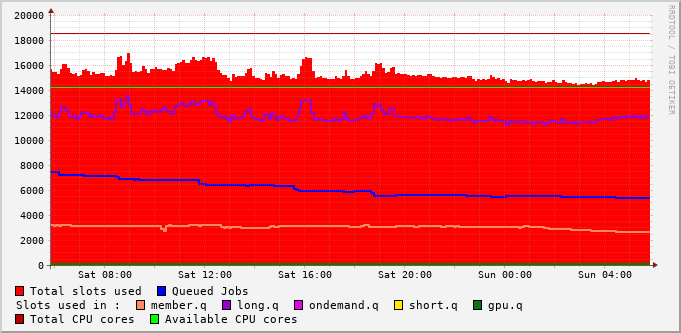 RRDTOOL / TOBI OETIKER
20000
18000
16000
14000
12000
10000
8000
6000
4000
2000
0
Sat 08:00 Sat 12:00 Sat 16:00 Sat 20:00 Sun 00:00 Sun 04:00
Total slots used Queued Jobs
Slots used in : member.q long.q ondemand.q short.q gpu.q
Total CPU cores Available CPU cores